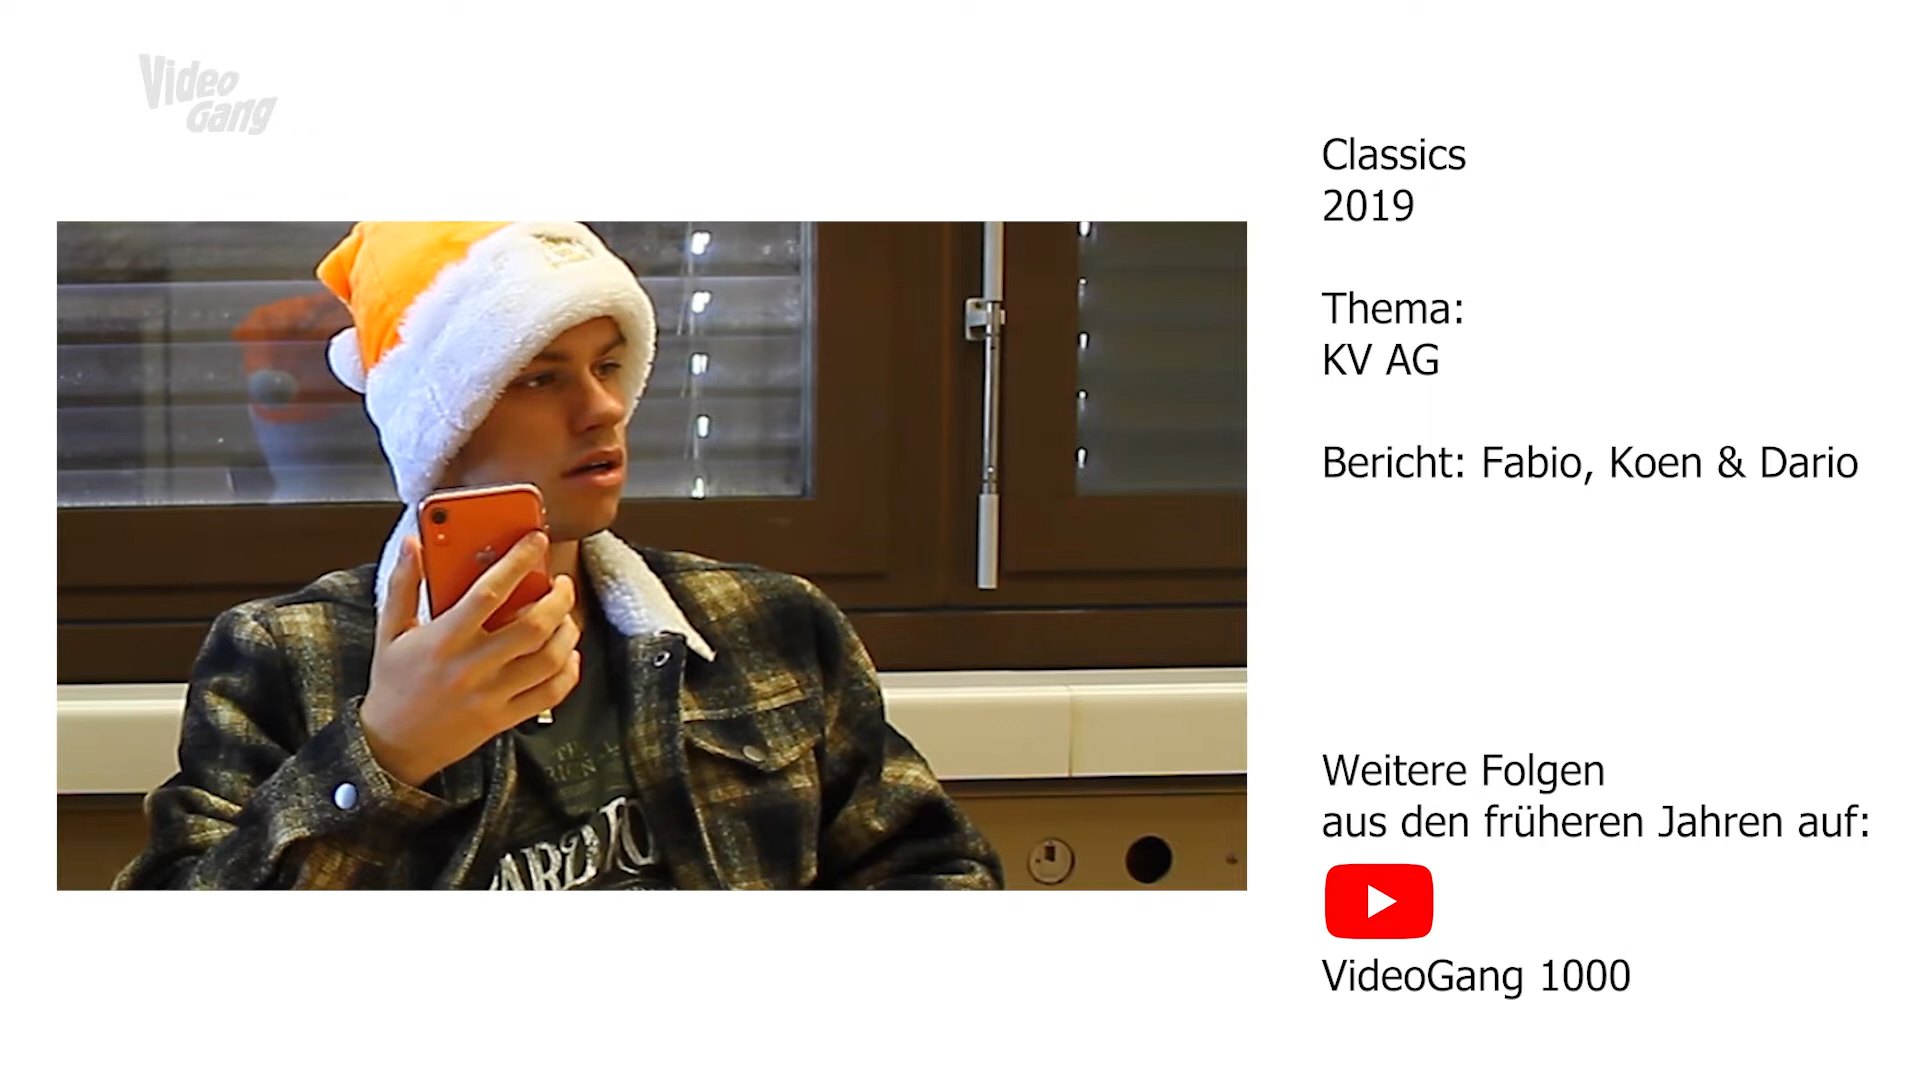 Video
Gang
Classics
2019
Thema:
KV AG
Bericht: Fabio, Koen & Dario
Weitere Folgen
aus den früheren Jahren auf:
VideoGang 1000